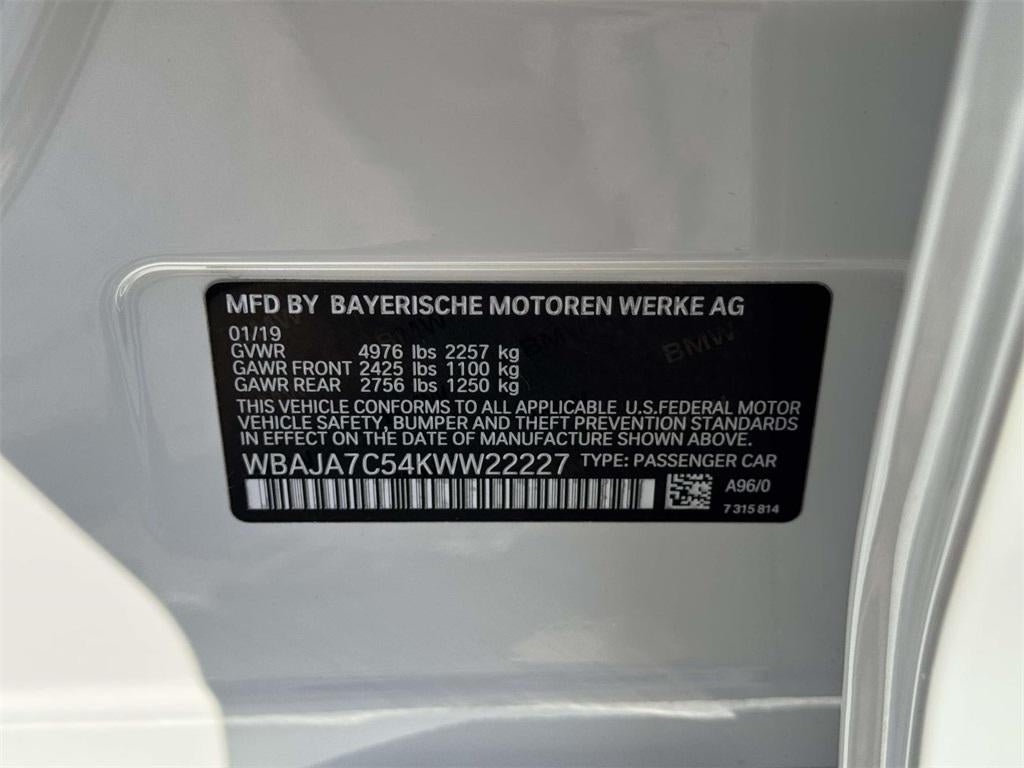 MFD BY BAYERISCHE MOTOREN WERKE AG
01/19
GVWR 4976 lbs 2257 kg
GAWR FRONT 2425 lbs 1100 kg
GAWR REAR 2756 lbs 1250 kg
THIS VEHICLE CONFORMS TO ALL APPLICABLE U.S.FEDERAL MOTOR
VEHICLE SAFETY, BUMPER AND THEFT PREVENTION STANDARDS
IN EFFECT ON THE DATE OF MANUFACTURE SHOWN ABOVE.
WBAJA7C54KWW22227 TYPE: PASSENGER CAR
A96/0
7 315 814
BMW
BMW
BMW